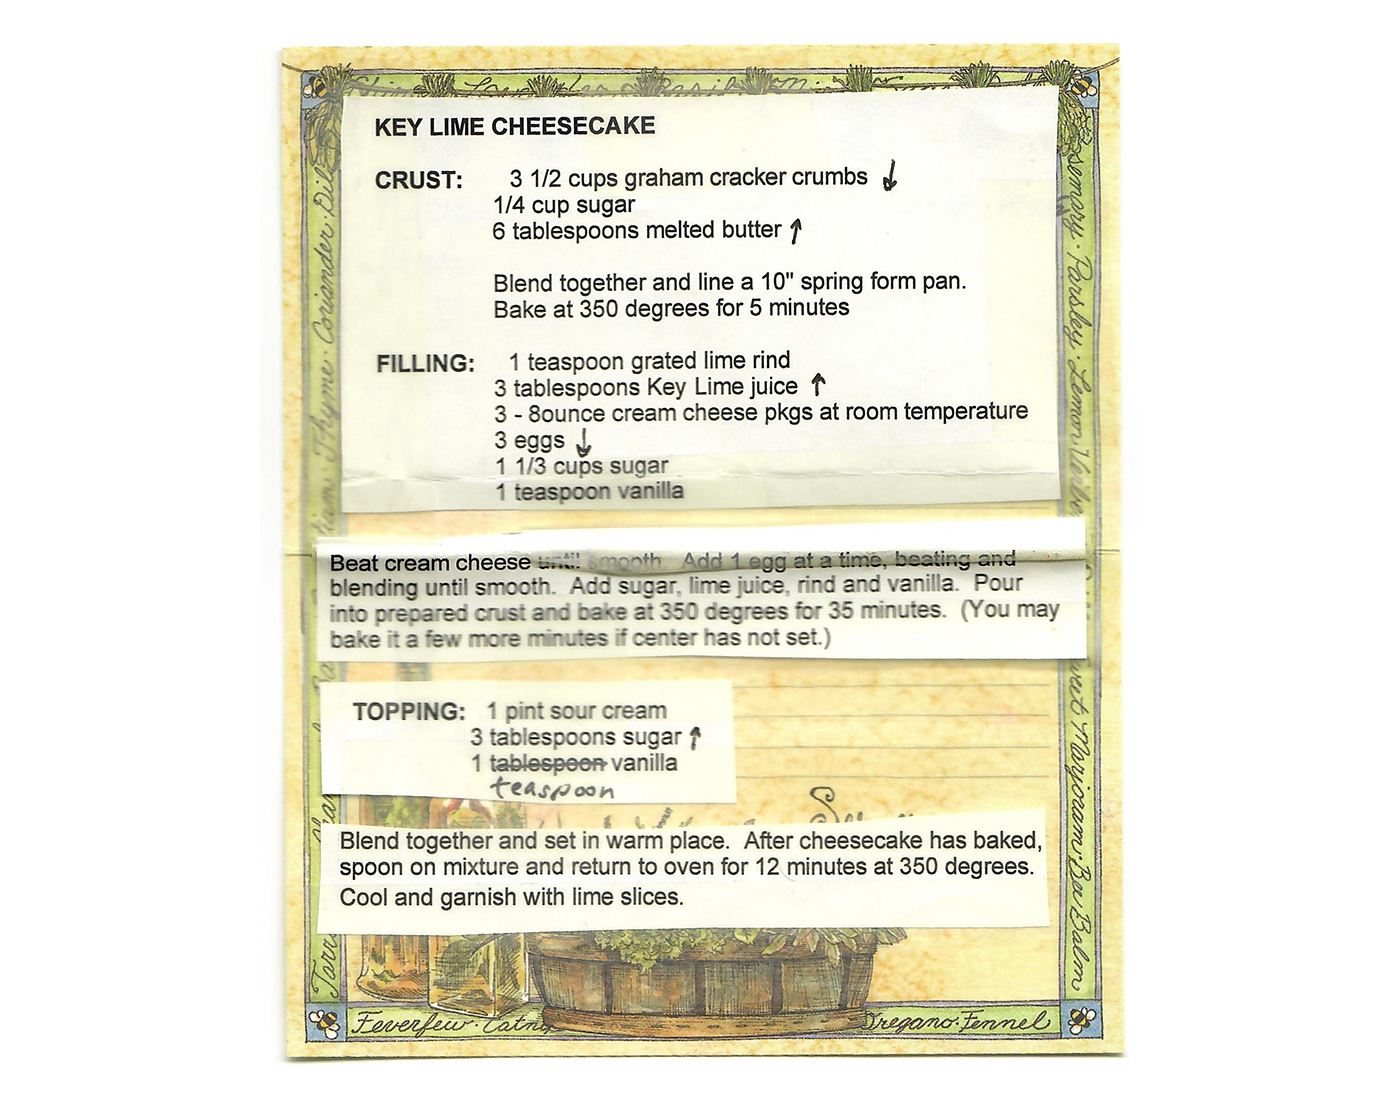 KEY LIME CHEESECAKE
CRUST: 3 1/2 cups graham cracker crumbs ↓
1/4 cup sugar
6 tablespoons melted butter ↑
Blend together and line a 10" spring form pan.
Bake at 350 degrees for 5 minutes
FILLING: 1 teaspoon grated lime rind
3 tablespoons Key Lime juice ↑
3 - 8ounce cream cheese pkgs at room temperature
3 eggs ↓
1 1/3 cups sugar
1 teaspoon vanilla
Beat cream cheese until smooth. Add 1 egg at a time, beating and
blending until smooth. Add sugar, lime juice, rind and vanilla. Pour
into prepared crust and bake at 350 degrees for 35 minutes. (You may
bake it a few more minutes if center has not set.)
TOPPING: 1 pint sour cream
3 tablespoons sugar ↑
1 tablespoon vanilla
teaspoon
Blend together and set in warm place. After cheesecake has baked,
spoon on mixture and return to oven for 12 minutes at 350 degrees.
Cool and garnish with lime slices.
Thyme · Coriander · Dil
Parsley · Lemon
Marjoram · Bee Balm
Feverfew · Catn
Oregano · Fennel